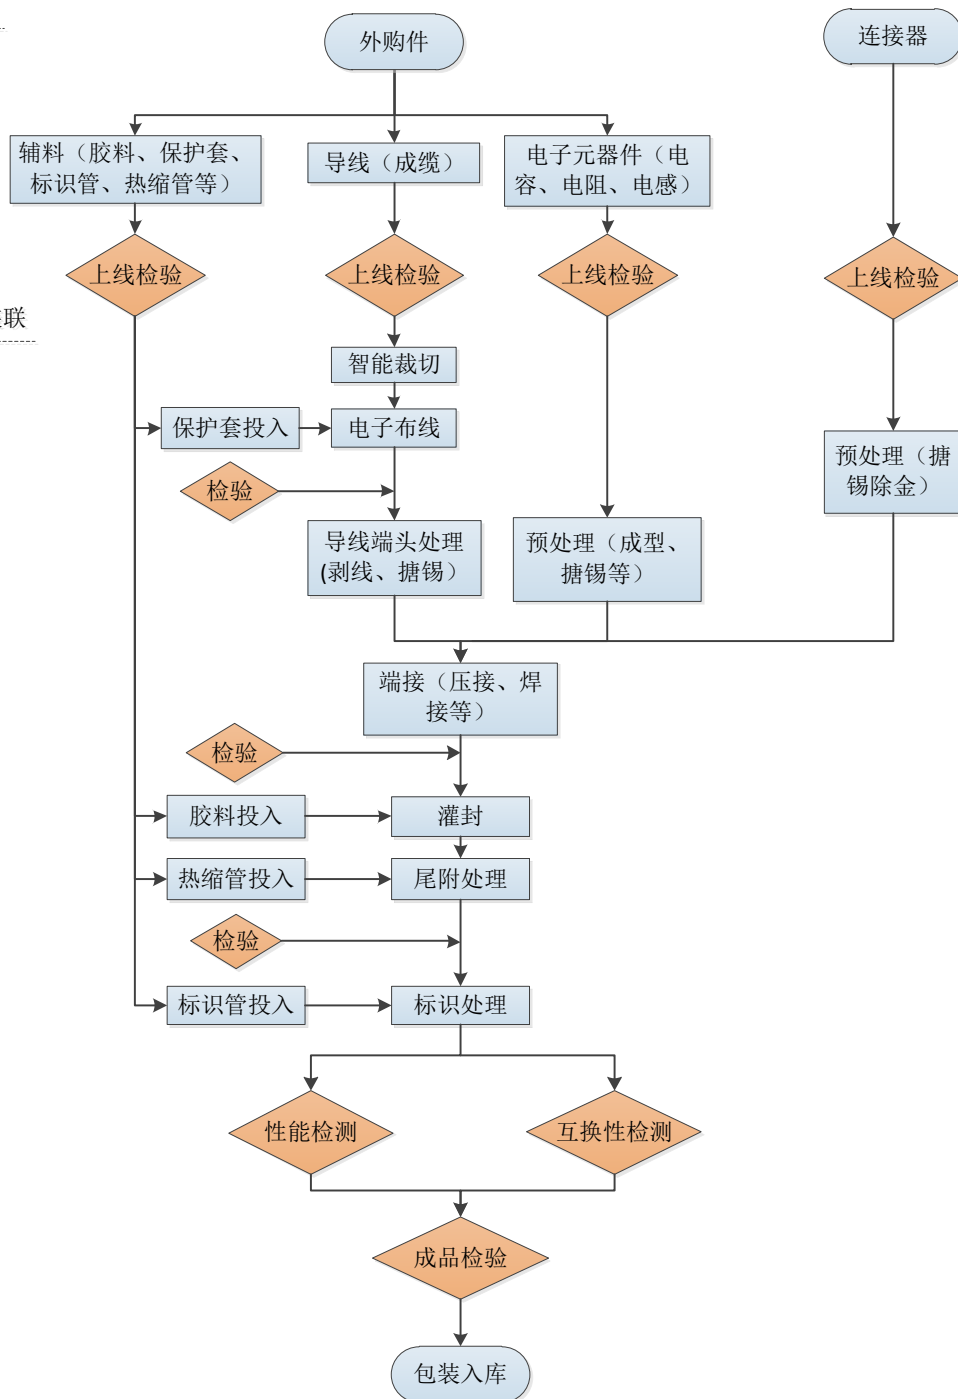 外购件
连接器
辅料（胶料、保护套、
标识管、热缩管等）
导线（成缆）
电子元器件（电
容、电阻、电感）
上线检验
上线检验
上线检验
上线检验
联
智能裁切
保护套投入
电子布线
预处理（搪
锡除金）
检验
导线端头处理
(剥线、搪锡）
预处理（成型、
搪锡等）
端接（压接、焊
接等）
检验
胶料投入
灌封
热缩管投入
尾附处理
检验
标识管投入
标识处理
性能检测
互换性检测
成品检验
包装入库